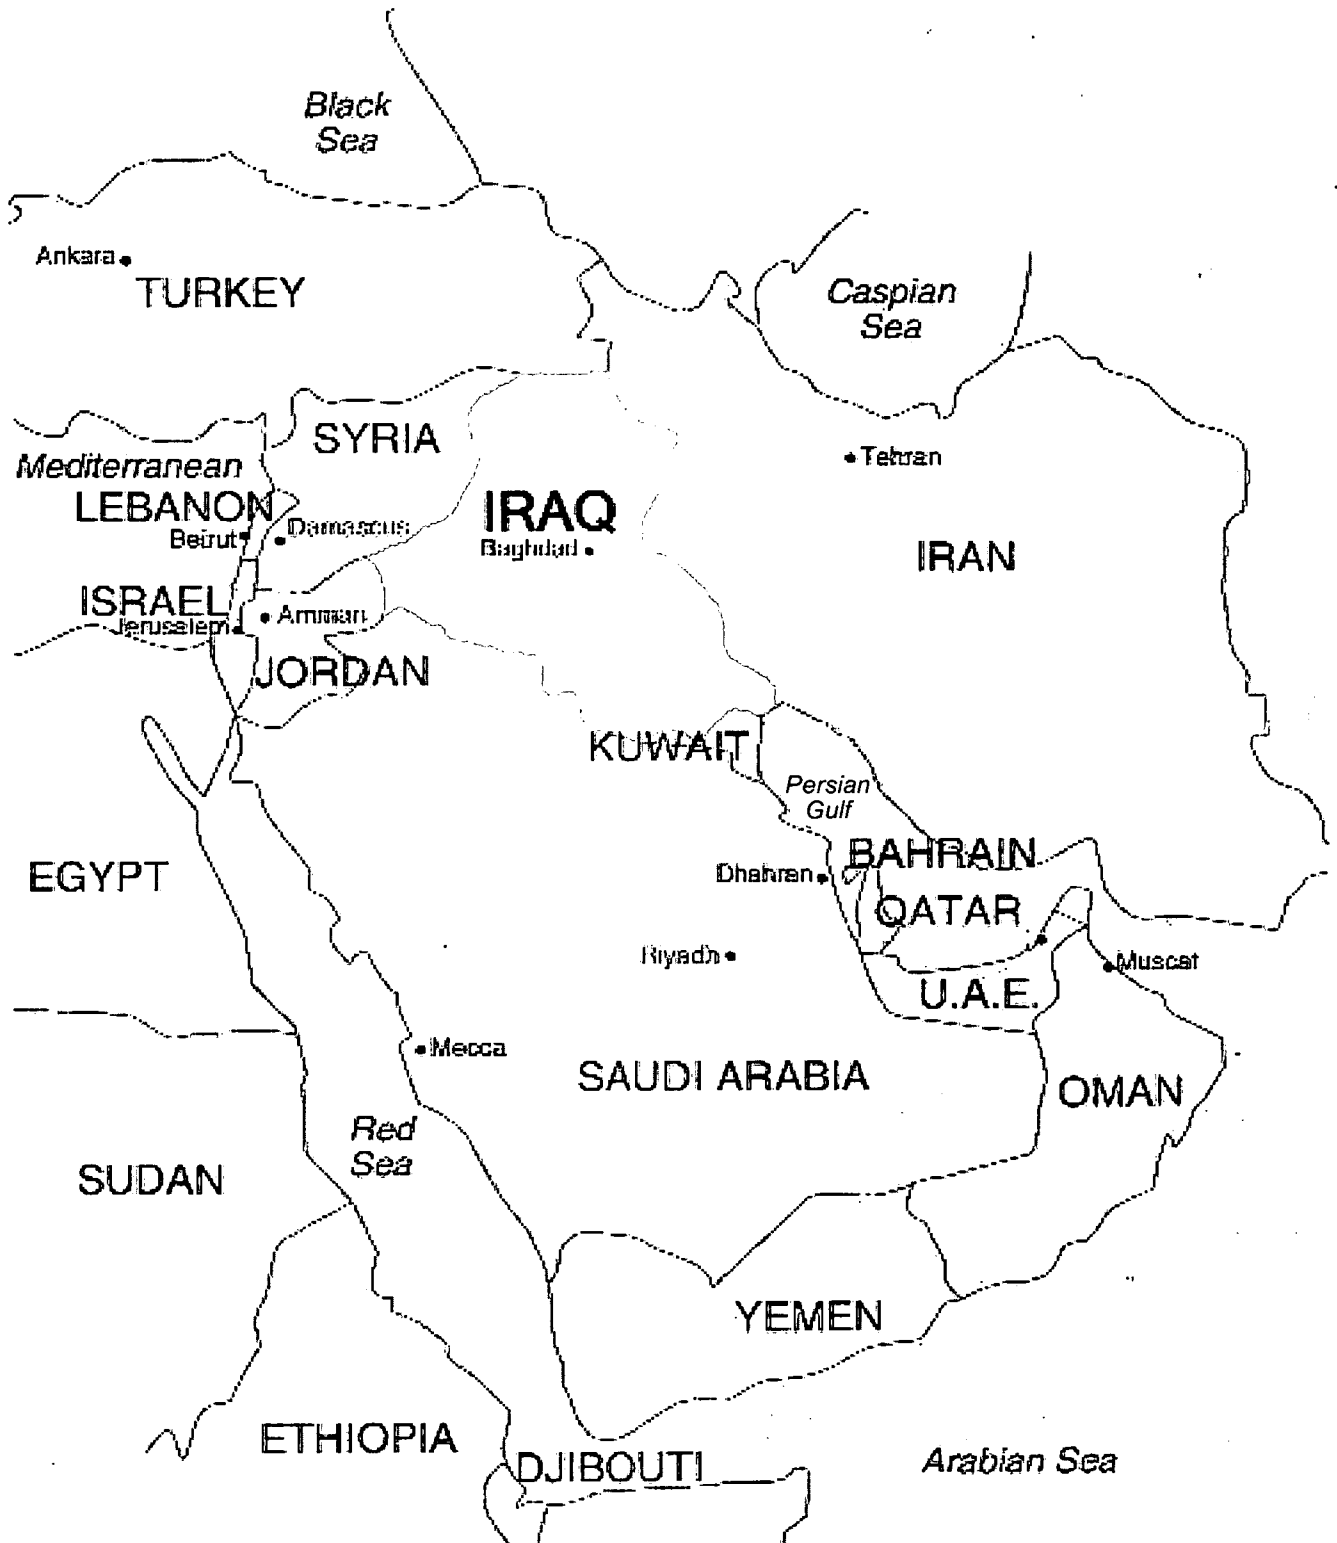 Black
Sea
Ankara
TURKEY
Caspian
Sea
SYRIA
Tehran
Mediterranean
LEBANON
IRAQ
Damascus
Beirut
Baghdad
IRAN
ISRAEL
Amman
Jerusalem
JORDAN
KUWAIT
Persian
Gulf
BAHRAIN
EGYPT
Dhahran
QATAR
Riyadh
Muscat
U.A.E.
Mecca
SAUDI ARABIA
OMAN
Red
Sea
SUDAN
YEMEN
ETHIOPIA
DJIBOUTI
Arabian Sea